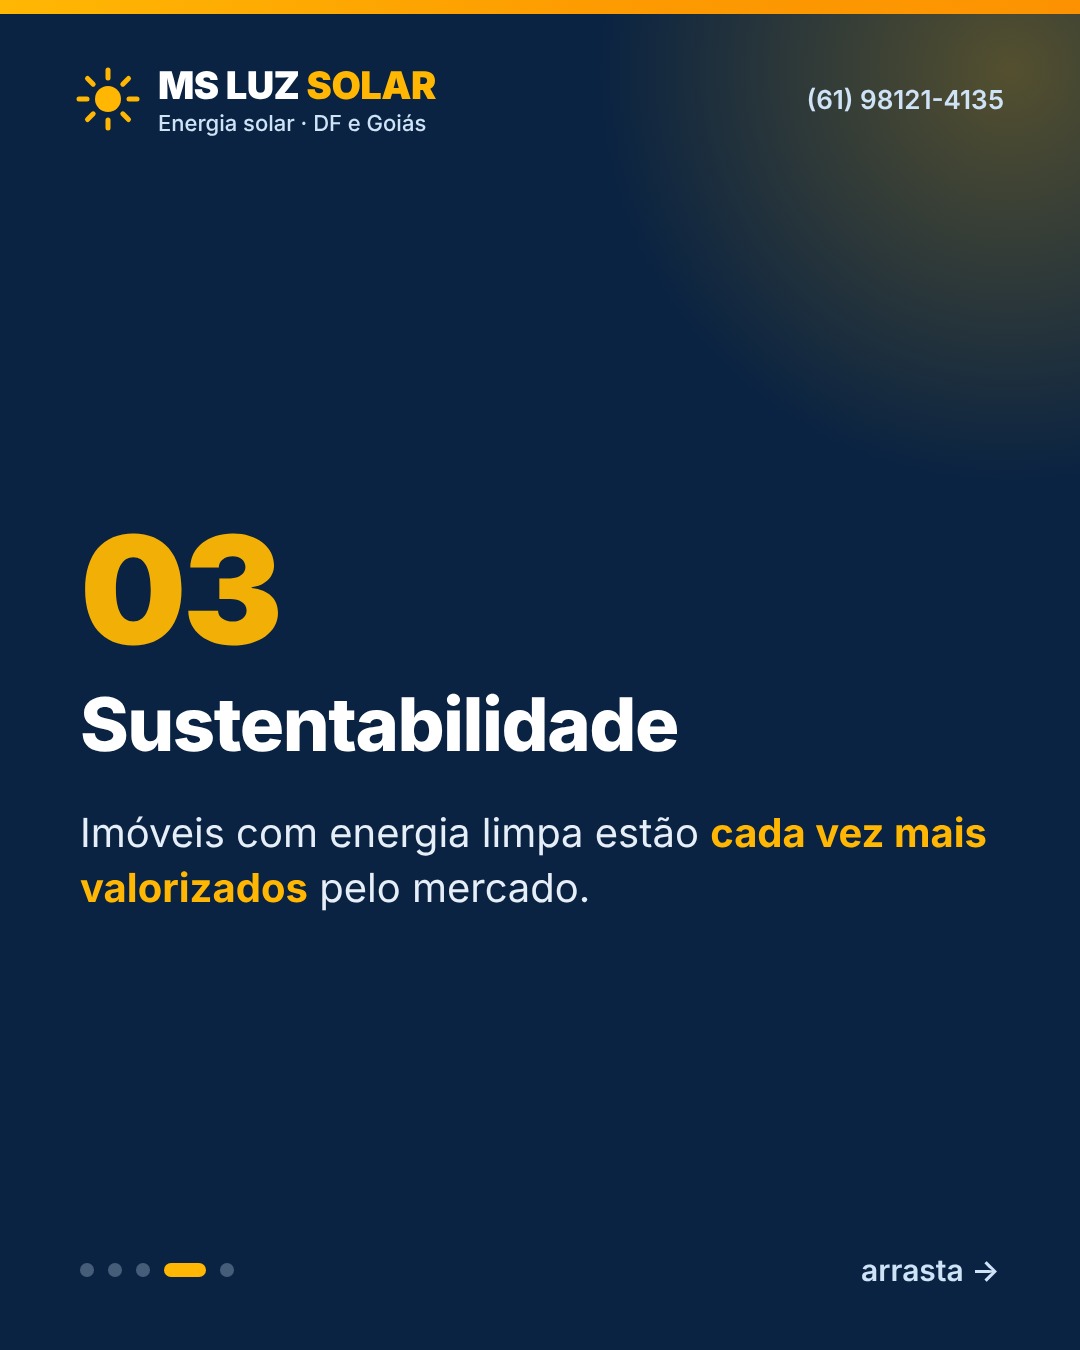 MS LUZ SOLAR
Energia solar · DF e Goiás
(61) 98121-4135
03
Sustentabilidade
Imóveis com energia limpa estão cada vez mais
valorizados pelo mercado.
arrasta →